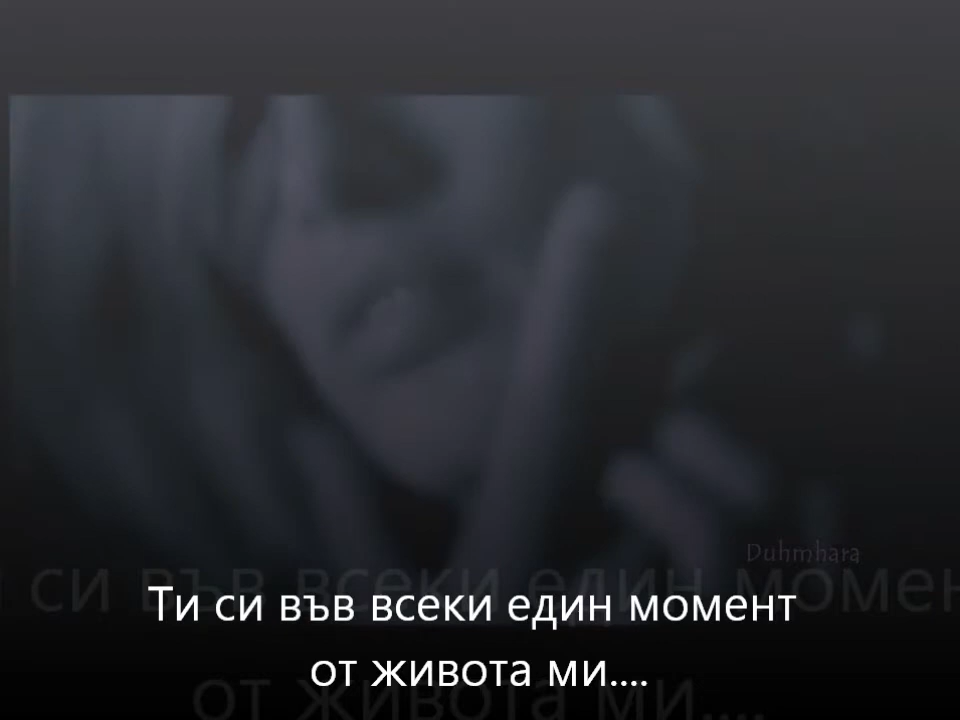 Duhmhara
Ти си във всеки един момент
от живота ми....